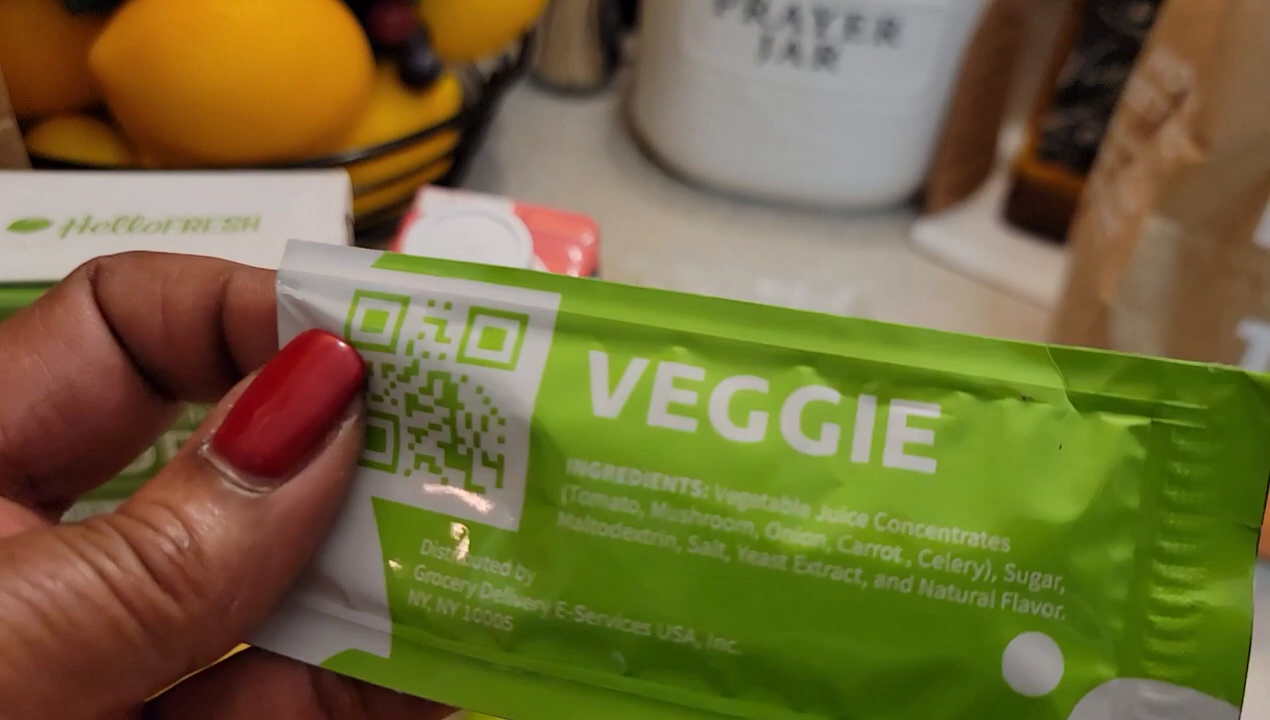 PRAYER
JAR
HelloFRESH
VEGGIE
INGREDIENTS: Vegetable Juice Concentrates
(Tomato, Mushroom, Onion, Carrot., Celery), Sugar,
Maltodextrin, Salt, Yeast Extract, and Natural Flavor.
Distributed by
Grocery Delivery E-Services USA, Inc.
NY, NY 10005